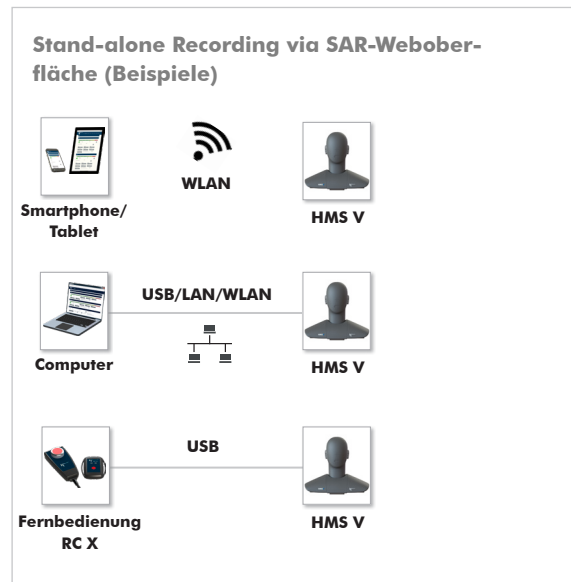 Stand-alone Recording via SAR-Webober-
fläche (Beispiele)
WLAN
Smartphone/
Tablet
HMS V
USB/LAN/WLAN
Computer
HMS V
USB
Fernbedienung
RC X
HMS V